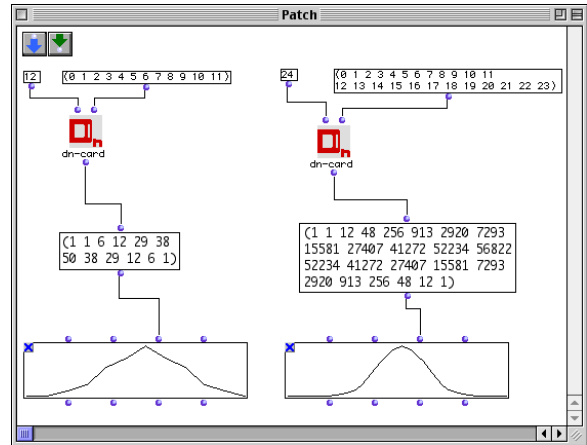 Patch
12
(0 1 2 3 4 5 6 7 8 9 10 11)
dn-card
(1 1 6 12 29 38
50 38 29 12 6 1)
24
(0 1 2 3 4 5 6 7 8 9 10 11
12 13 14 15 16 17 18 19 20 21 22 23)
dn-card
(1 1 12 48 256 913 2920 7293
15581 27407 41272 52234 56822
52234 41272 27407 15581 7293
2920 913 256 48 12 1)